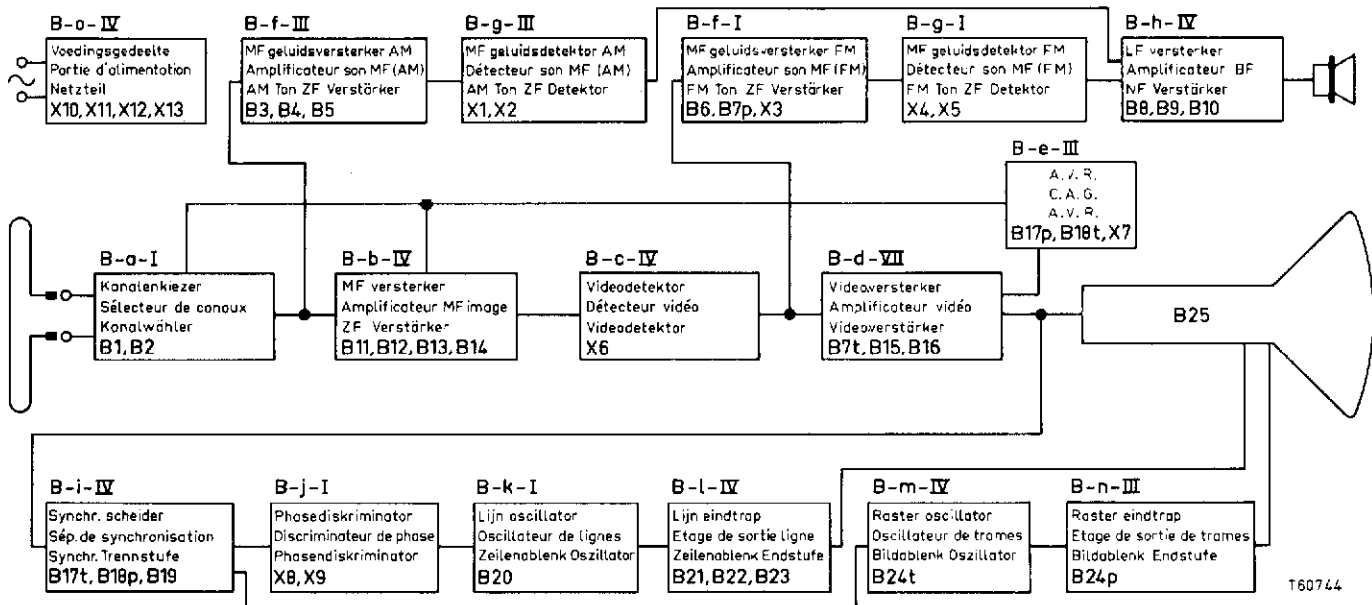 B-o-IV
Voedingsgedeelte
Partie d'alimentation
Netzteil
X10, X11, X12, X13
B-f-III
MF geluidsversterker AM
Amplificateur son MF (AM)
AM Ton ZF Verstärker
B3, B4, B5
B-g-III
MF geluidsdetektor AM
Détecteur son MF (AM)
AM Ton ZF Detektor
X1, X2
B-f-I
MF geluidsversterker FM
Amplificateur son MF (FM)
FM Ton ZF Verstärker
B6, B7p, X3
B-g-I
MF geluidsdetektor FM
Détecteur son MF (FM)
FM Ton ZF Detektor
X4, X5
B-h-IV
LF versterker
Amplificateur BF
NF Verstärker
B8, B9, B10
B-e-III
A.V.R.
C.A.G.
A.V.R.
B17p, B18t, X7
B-a-I
Kanalenkiezer
Sélecteur de canaux
Kanalwähler
B1, B2
B-b-IV
MF versterker
Amplificateur MF image
ZF Verstärker
B11, B12, B13, B14
B-c-IV
Videodetektor
Détecteur vidéo
Videodetektor
X6
B-d-VII
Videoversterker
Amplificateur vidéo
Videoverstärker
B7t, B15, B16
B25
B-i-IV
Synchr. scheider
Sép. de synchronisation
Synchr. Trennstufe
B17t, B18p, B19
B-j-I
Phasediskriminator
Discriminateur de phase
Phasendiskriminator
X8, X9
B-k-I
Lijn oscillator
Oscillateur de lignes
Zeilenablenk Oszillator
B20
B-l-IV
Lijn eindtrap
Etage de sortie ligne
Zeilenablenk Endstufe
B21, B22, B23
B-m-IV
Raster oscillator
Oscillateur de trames
Bildablenk Oszillator
B24t
B-n-III
Raster eindtrap
Etage de sortie de trames
Bildablenk Endstufe
B24p
T60744